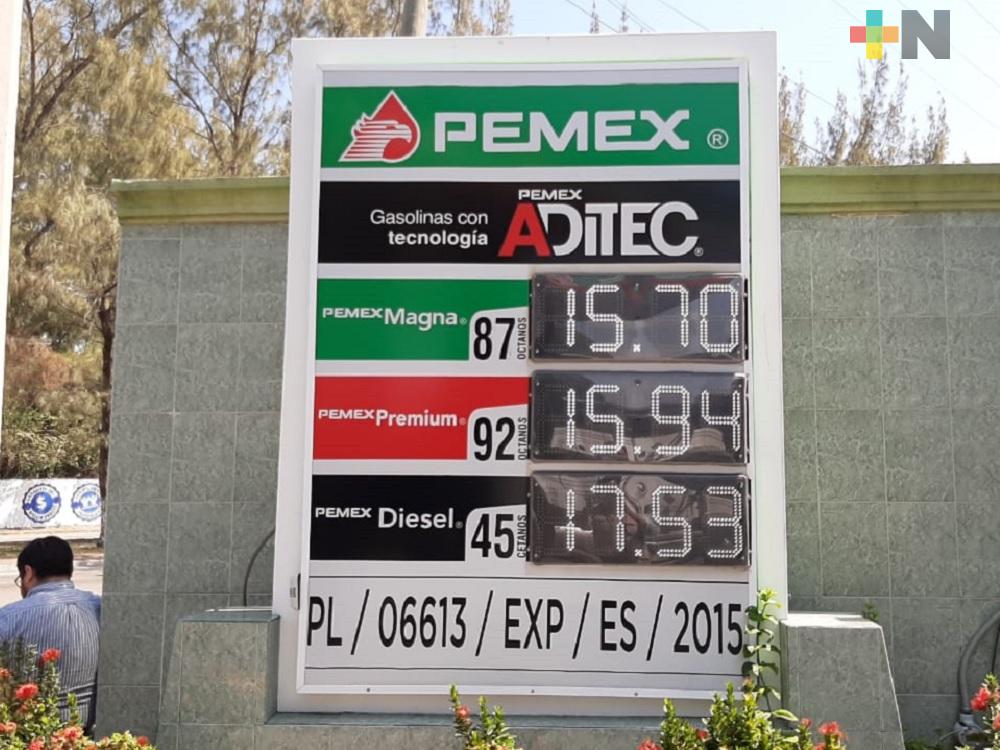 +N
PEMEX®
Gasolinas con
tecnología
PEMEX
ADITEC®
PEMEX Magna® 87 OCTANOS 15.70
PEMEX Premium® 92 OCTANOS 15.94
PEMEX Diesel® 45 CETANOS 17.53
PL / 06613 / EXP / ES / 2015